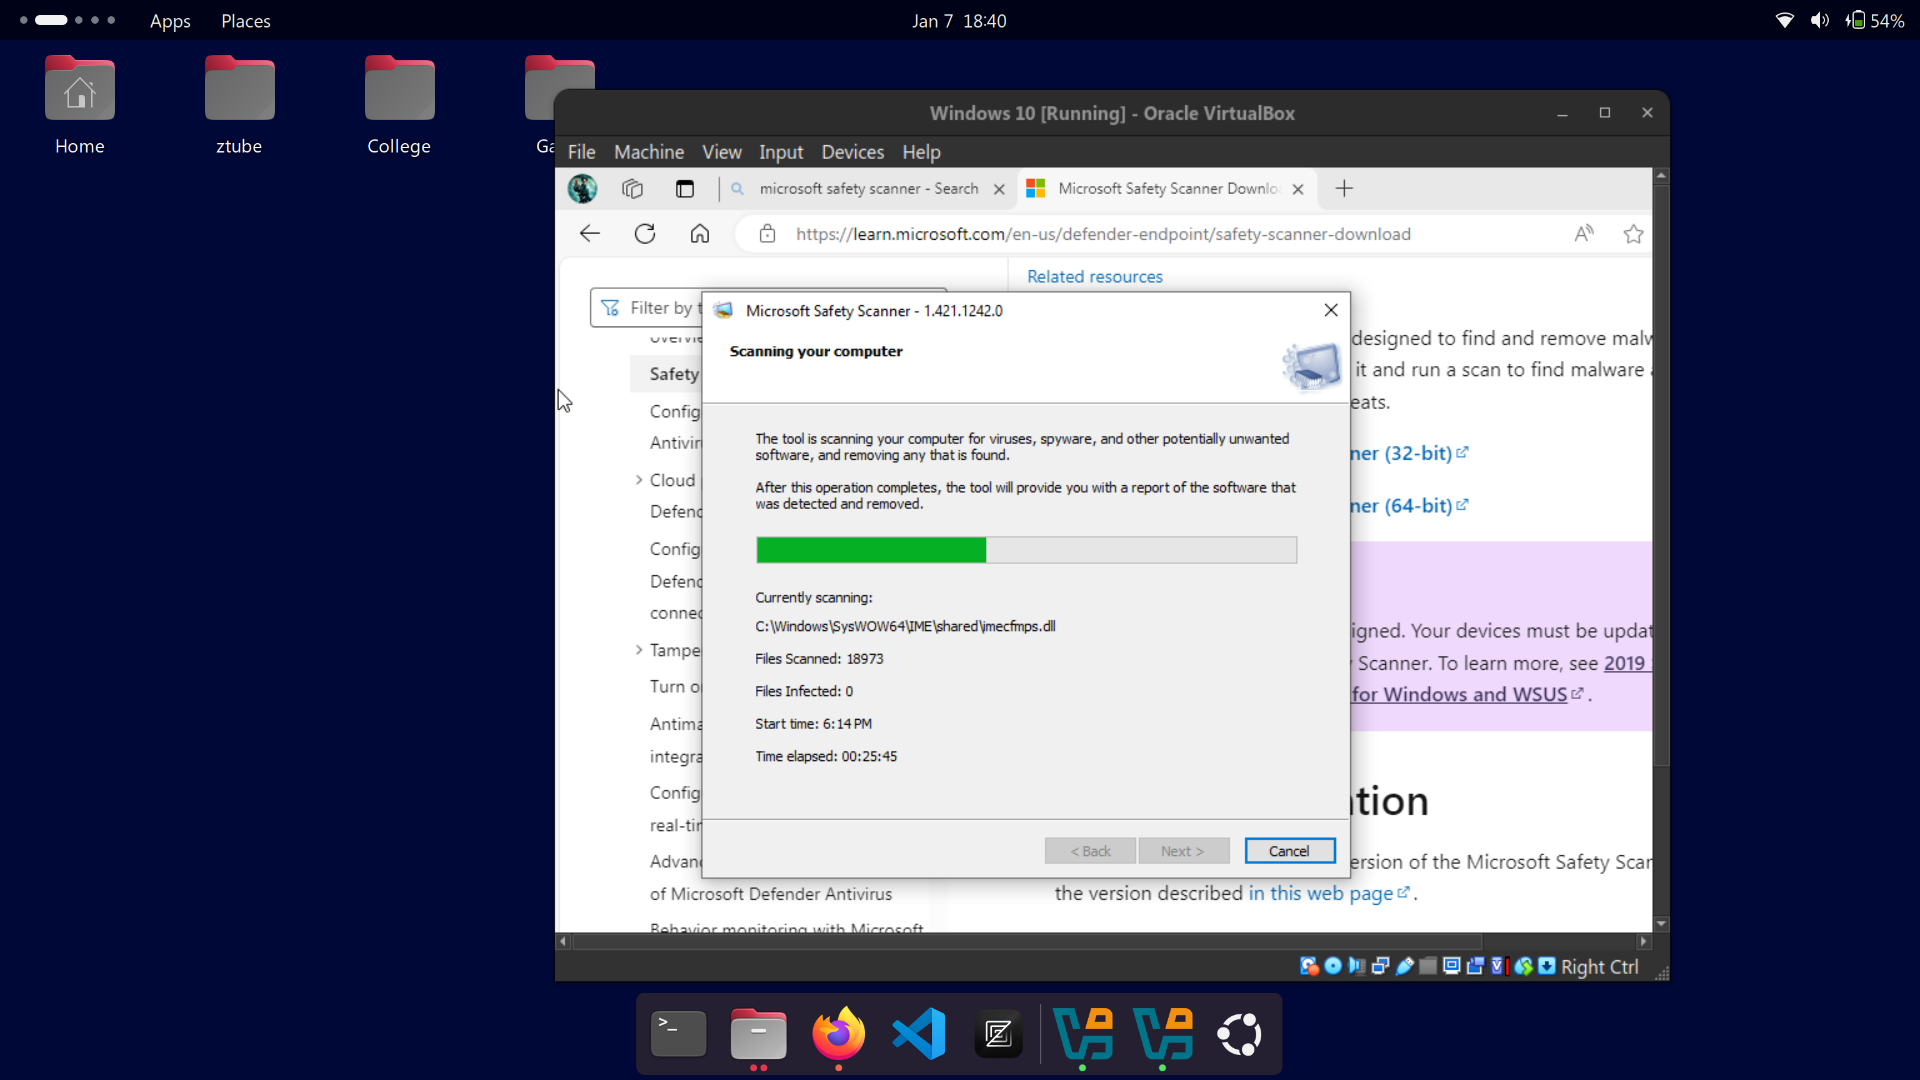 Apps Places Jan 7 18:40 54%
Home ztube College Ga
Windows 10 [Running] - Oracle VirtualBox
File Machine View Input Devices Help
microsoft safety scanner - Search Microsoft Safety Scanner Downlo
https://learn.microsoft.com/en-us/defender-endpoint/safety-scanner-download
Related resources
Filter by t
Overvie
Safety
Config
Antiviru
Cloud
Defend
Config
Defend
connec
Tampe
Turn o
Antima
integra
Config
real-tim
Advanc
of Microsoft Defender Antivirus
Behavior monitoring with Microsoft
Microsoft Safety Scanner - 1.421.1242.0
Scanning your computer
The tool is scanning your computer for viruses, spyware, and other potentially unwanted
software, and removing any that is found.
After this operation completes, the tool will provide you with a report of the software that
was detected and removed.
Currently scanning:
C:\Windows\SysWOW64\IME\shared\imecfmps.dll
Files Scanned: 18973
Files Infected: 0
Start time: 6:14 PM
Time elapsed: 00:25:45
< Back Next > Cancel
designed to find and remove malw
it and run a scan to find malware
eats.
ner (32-bit)
ner (64-bit)
igned. Your devices must be updat
Scanner. To learn more, see 2019
for Windows and WSUS .
tion
ersion of the Microsoft Safety Scan
the version described in this web page .
Right Ctrl